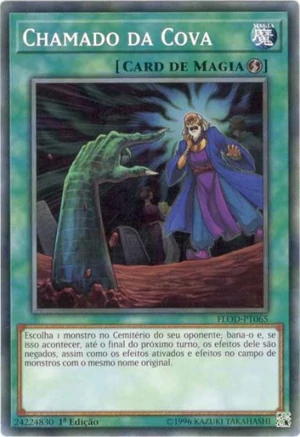 CHAMADO DA COVA
MAGIA
魔
[CARD DE MAGIA]
FLOD-PT065
Escolha 1 monstro no Cemitério do seu oponente; bana-o e, se
isso acontecer, até o final do próximo turno, os efeitos dele são
negados, assim como os efeitos ativados e efeitos no campo de
monstros com o mesmo nome original.
24224830 1ª Edição
©1996 KAZUKI TAKAHASHI